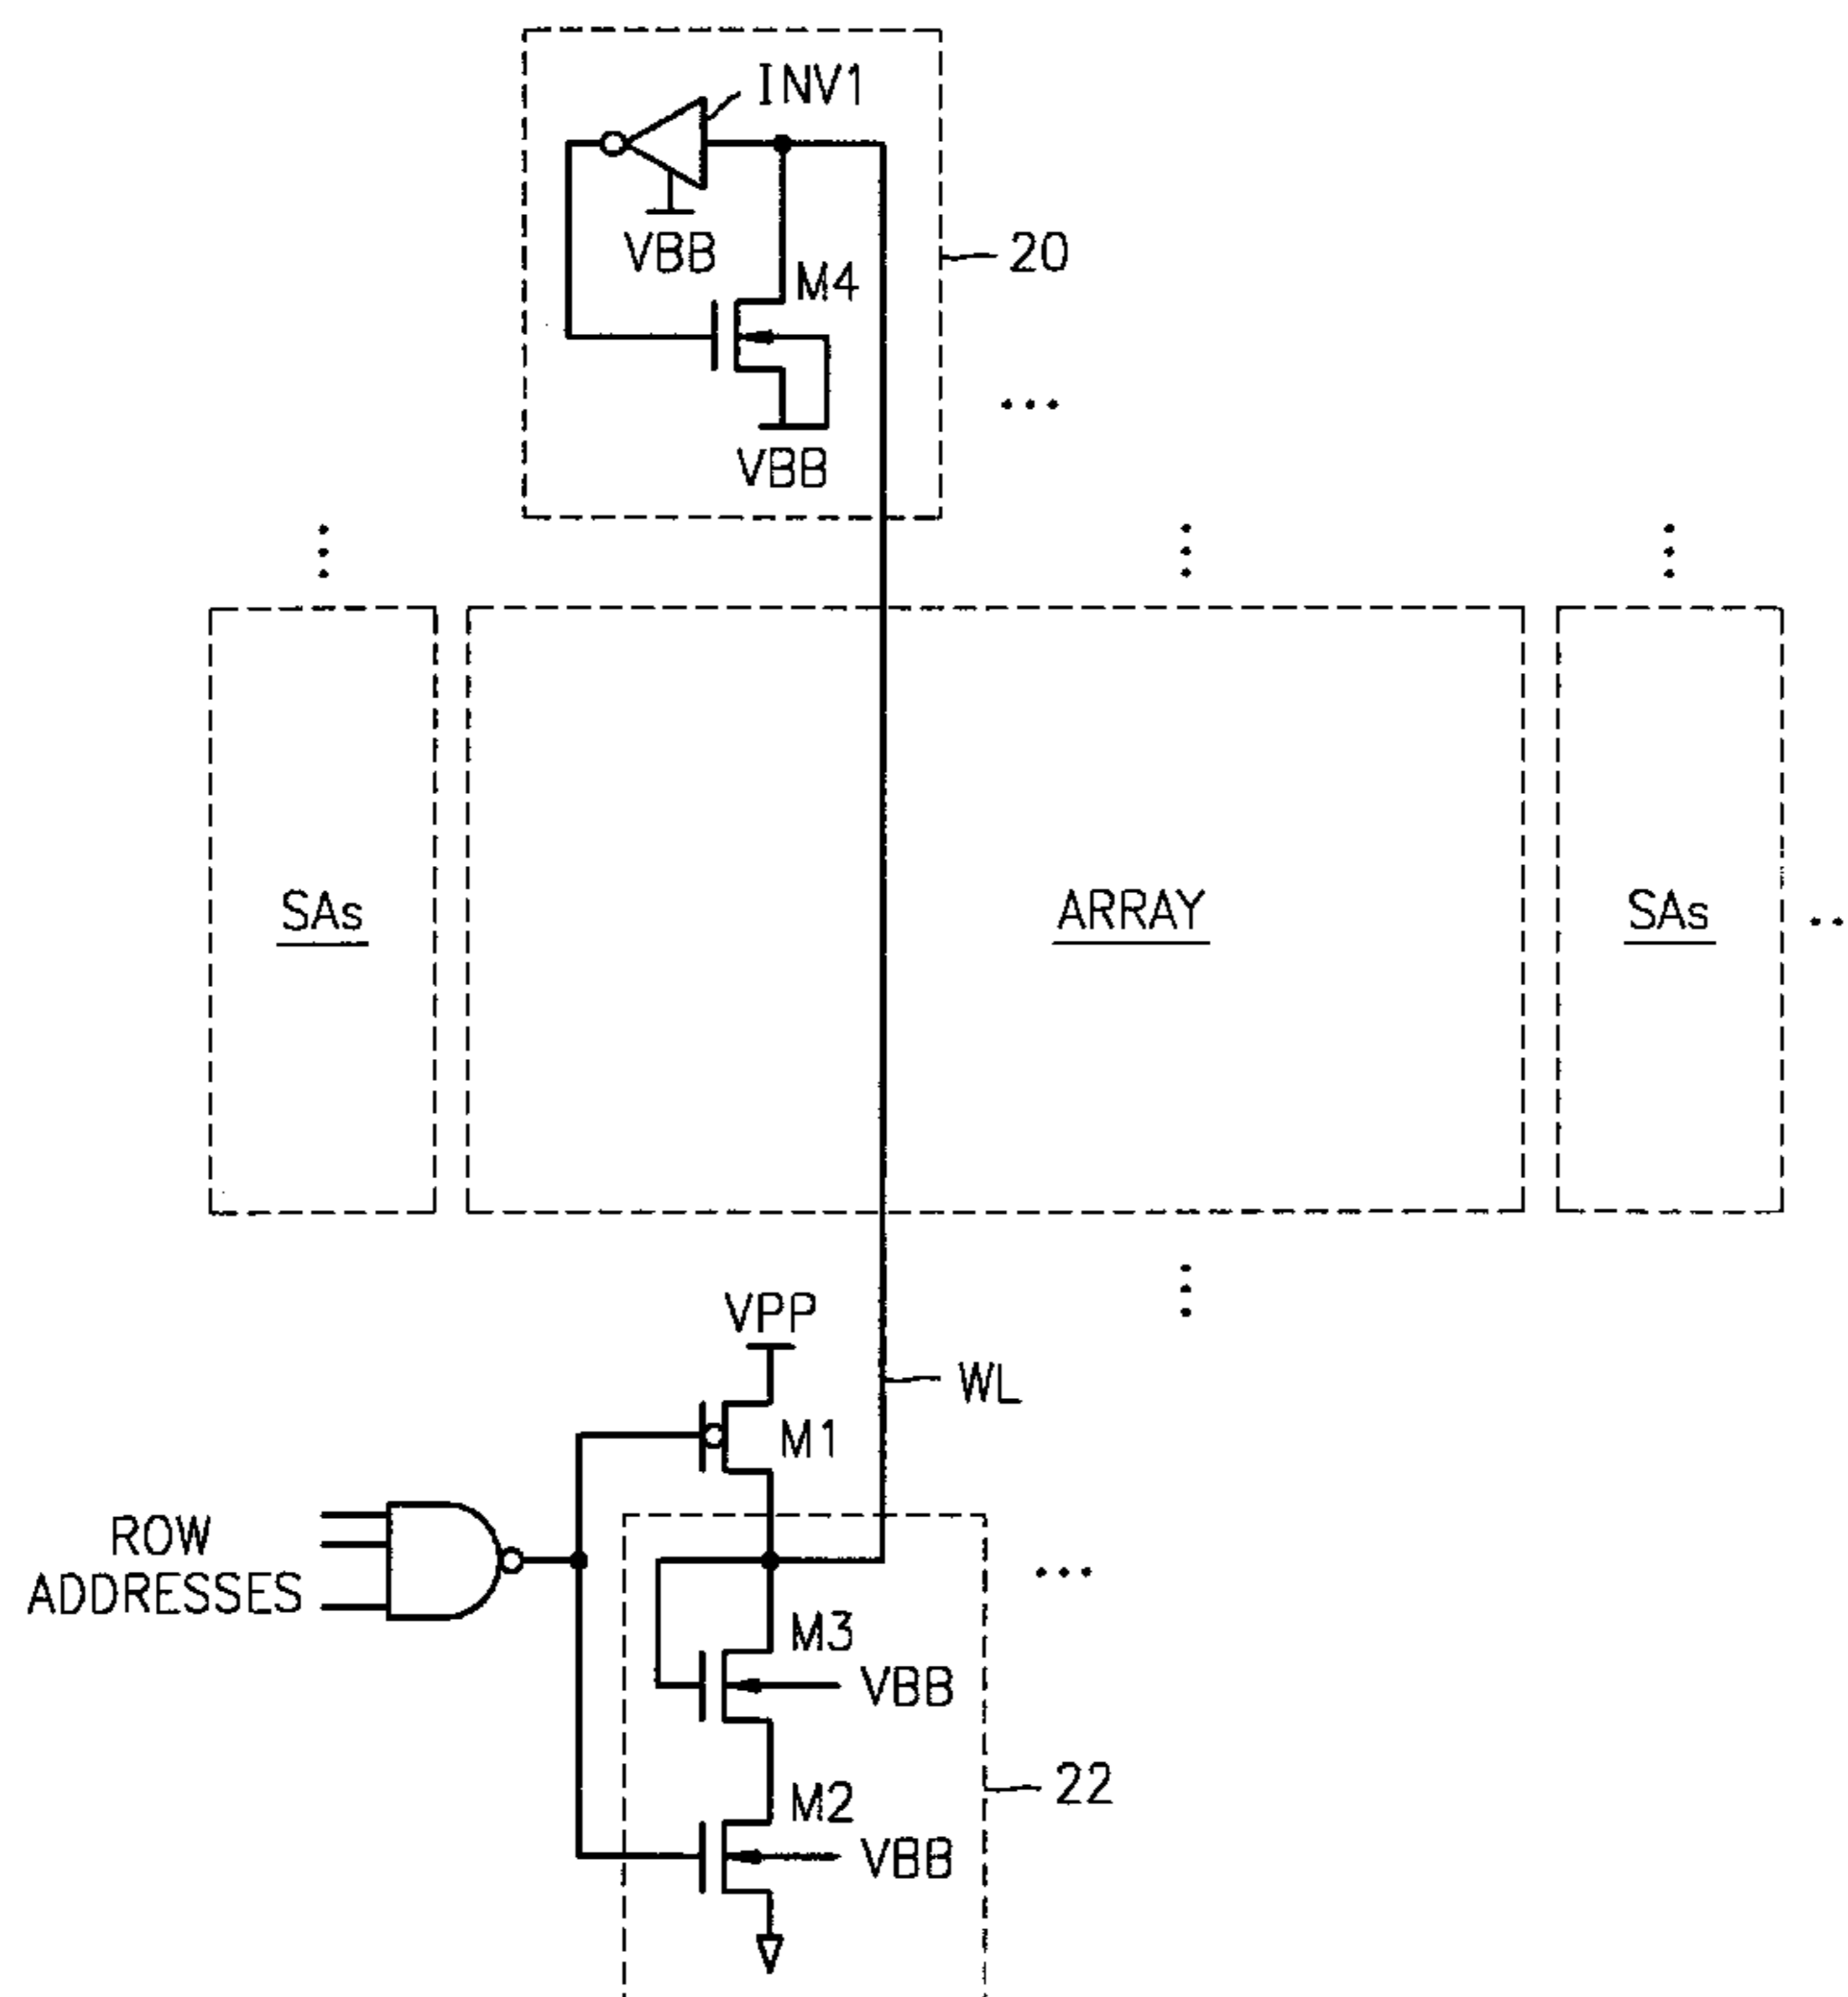 INV1
VBB
M4
20
VBB
SAs
ARRAY
SAs
VPP
WL
M1
ROW
ADDRESSES
M3
VBB
22
M2
VBB